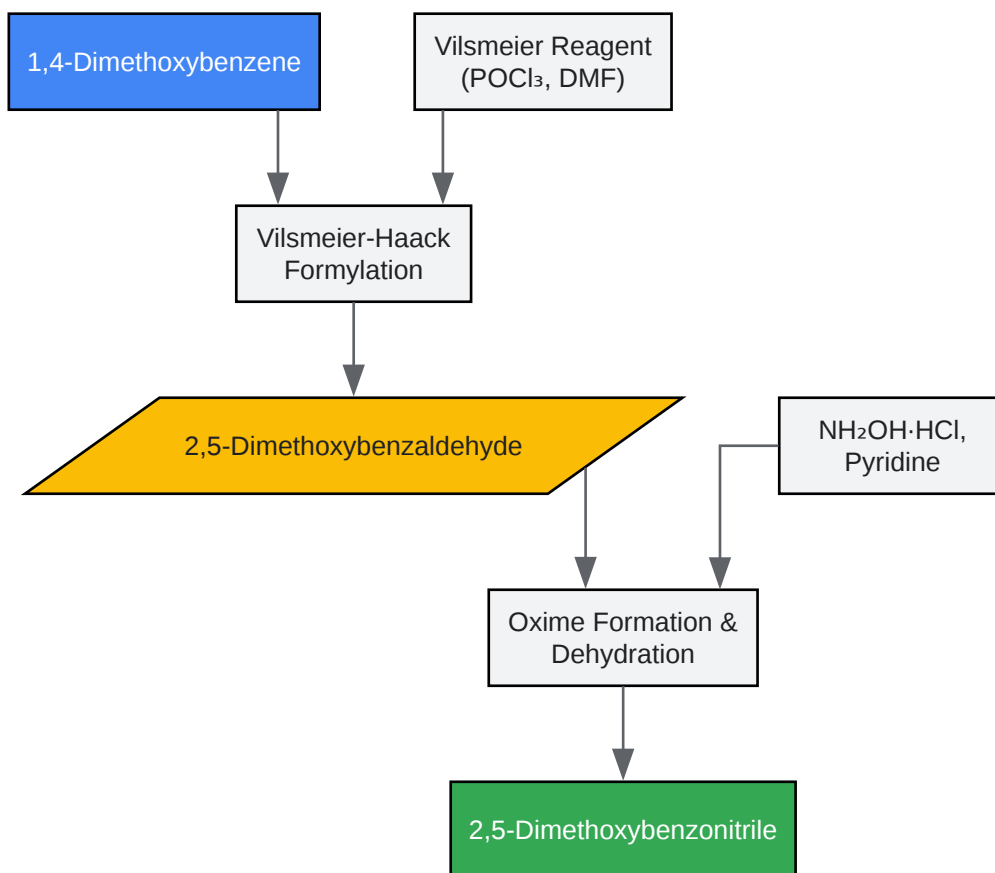 1,4-Dimethoxybenzene
Vilsmeier Reagent
(POCl₃, DMF)
Vilsmeier-Haack
Formylation
2,5-Dimethoxybenzaldehyde
NH₂OH·HCl,
Pyridine
Oxime Formation &
Dehydration
2,5-Dimethoxybenzonitrile